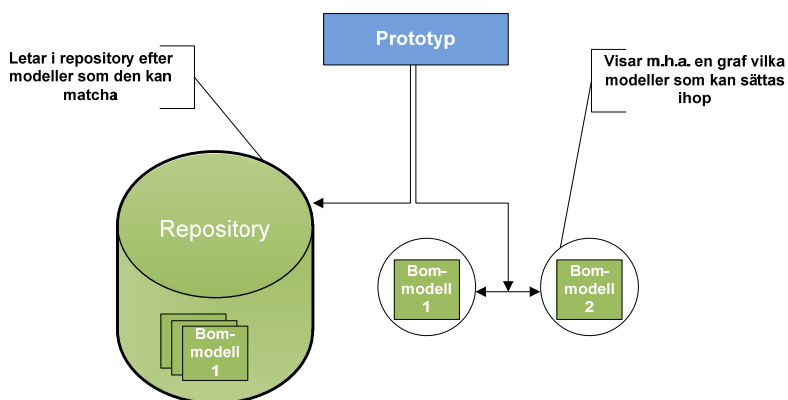 Prototyp
Letar i repository efter
modeller som den kan
matcha
Visar m.h.a. en graf vilka
modeller som kan sättas
ihop
Repository
Bom-
modell
1
Bom-
modell
1
Bom-
modell
2